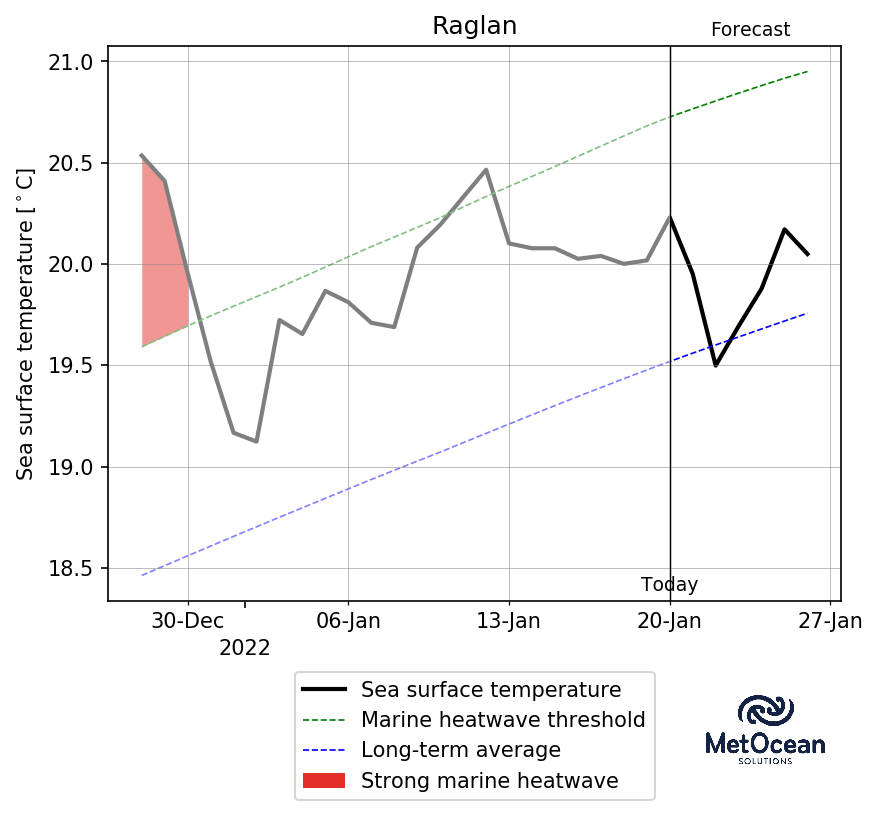 Raglan
Forecast
Sea surface temperature [°C]
21.0
20.5
20.0
19.5
19.0
18.5
Today
30-Dec 06-Jan 13-Jan 20-Jan 27-Jan
2022
Sea surface temperature
Marine heatwave threshold
Long-term average
Strong marine heatwave
MetOcean
SOLUTIONS